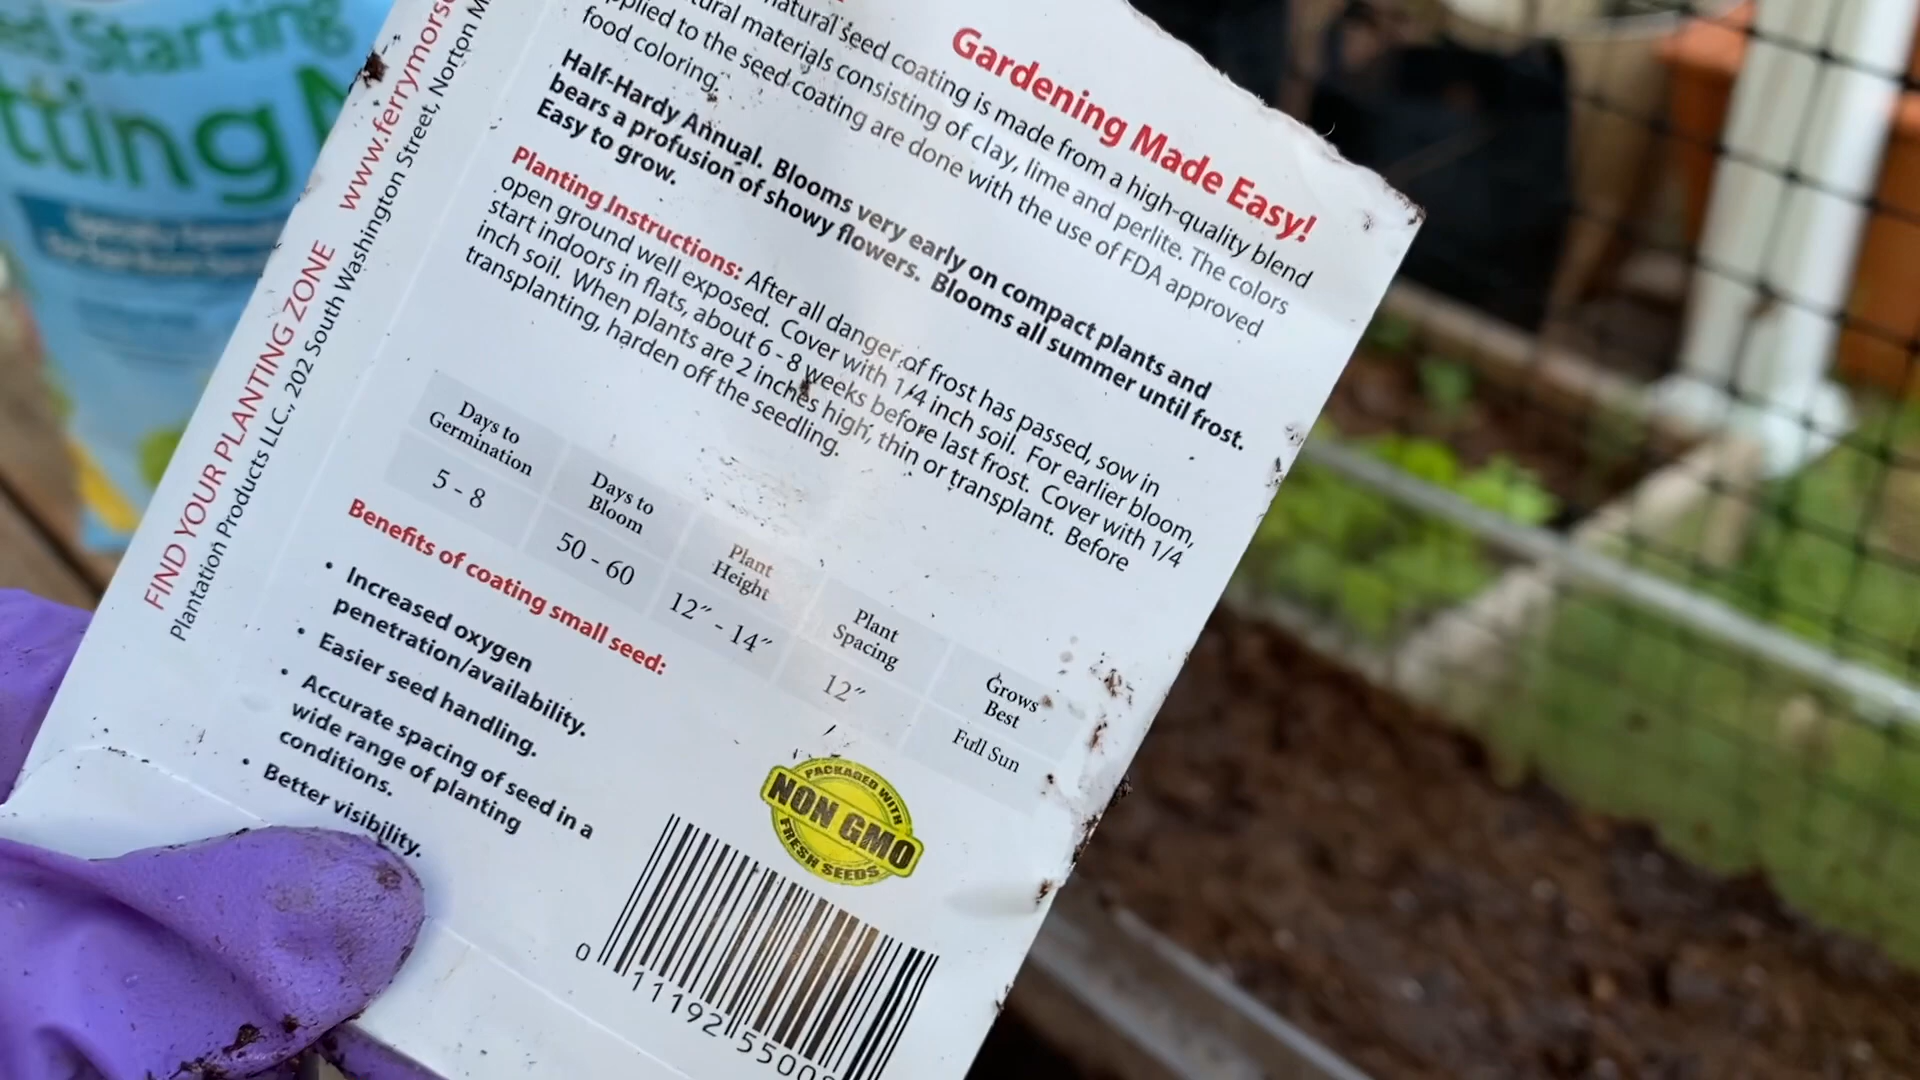 Starting
tting
www.ferrymorse
FIND YOUR PLANTING ZONE
Plantation Products LLC., 202 South Washington Street, Norton M
Gardening Made Easy!
natural seed coating is made from a high-quality blend
tural materials consisting of clay, lime and perlite. The colors
pplied to the seed coating are done with the use of FDA approved
food coloring.
Half-Hardy Annual. Blooms very early on compact plants and
bears a profusion of showy flowers. Blooms all summer until frost.
Easy to grow.
Planting Instructions: After all danger of frost has passed, sow in
open ground well exposed. Cover with 1/4 inch soil. For earlier bloom,
start indoors in flats, about 6 - 8 weeks before last frost. Cover with 1/4
inch soil. When plants are 2 inches high, thin or transplant. Before
transplanting, harden off the seedling.
Days to
Germination
5 - 8
Days to
Bloom
50 - 60
Plant
Height
12" - 14"
Plant
Spacing
12"
Grows
Best
Full Sun
Benefits of coating small seed:
• Increased oxygen
penetration/availability.
• Easier seed handling.
• Accurate spacing of seed in a
wide range of planting
conditions.
• Better visibility.
PACKAGED WITH
NON GMO
FRESH SEEDS
0 11192 5500